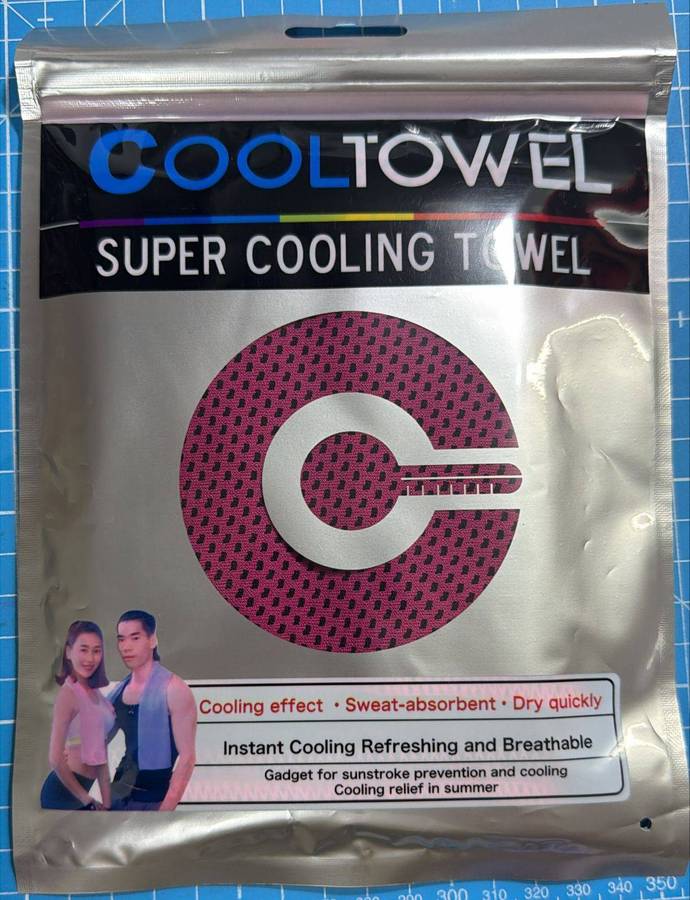 COOLTOWEL
SUPER COOLING TOWEL
Cooling effect ・Sweat-absorbent・Dry quickly
Instant Cooling Refreshing and Breathable
Gadget for sunstroke prevention and cooling
Cooling relief in summer
300 310 320 330 340 350